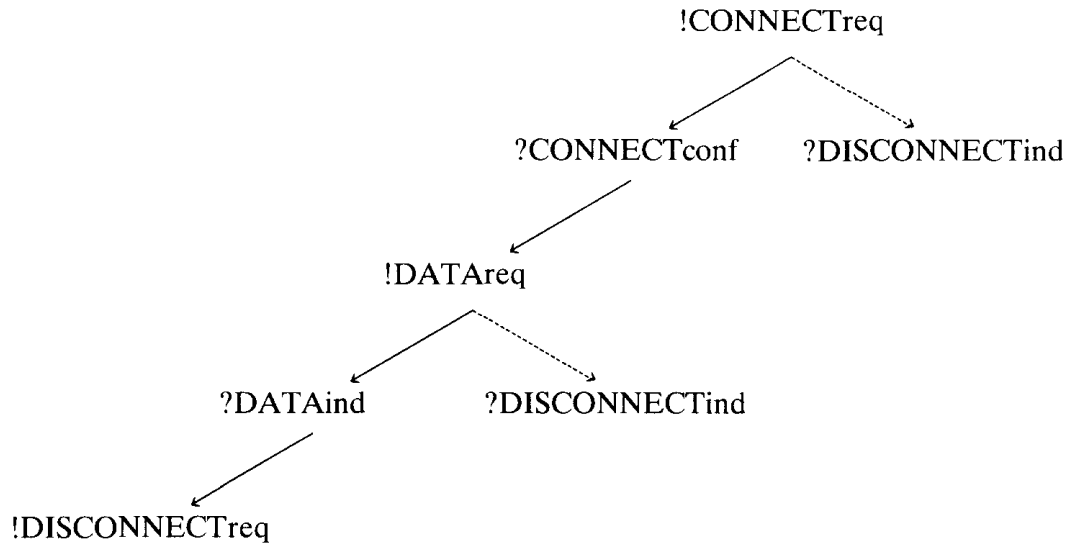 !CONNECTreq
?CONNECTconf ?DISCONNECTind
!DATAreq
?DATAind ?DISCONNECTind
!DISCONNECTreq